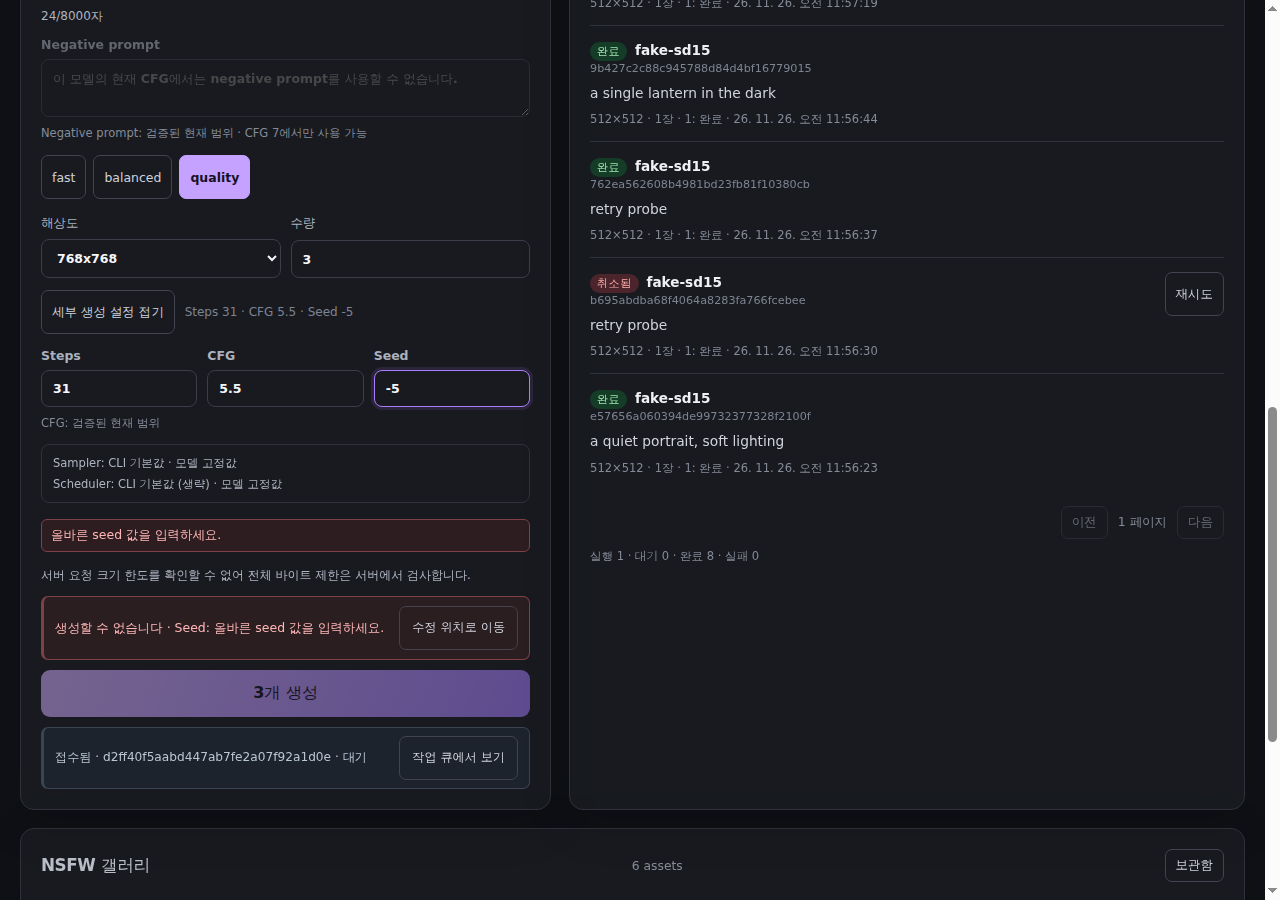 24/8000자
Negative prompt
이 모델의 현재 CFG에서는 negative prompt를 사용할 수 없습니다.
Negative prompt: 검증된 현재 범위 · CFG 7에서만 사용 가능
fast
balanced
quality
해상도
수량
768x768
3
세부 생성 설정 접기
Steps 31 · CFG 5.5 · Seed -5
Steps
CFG
Seed
31
5.5
-5
CFG: 검증된 현재 범위
Sampler: CLI 기본값 · 모델 고정값
Scheduler: CLI 기본값 (생략) · 모델 고정값
올바른 seed 값을 입력하세요.
서버 요청 크기 한도를 확인할 수 없어 전체 바이트 제한은 서버에서 검사합니다.
생성할 수 없습니다 · Seed: 올바른 seed 값을 입력하세요.
수정 위치로 이동
3개 생성
접수됨 · d2ff40f5aabd447ab7fe2a07f92a1d0e · 대기
작업 큐에서 보기
512×512 · 1장 · 1: 완료 · 26. 11. 26. 오전 11:57:19
완료 fake-sd15
9b427c2c88c945788d84d4bf16779015
a single lantern in the dark
512×512 · 1장 · 1: 완료 · 26. 11. 26. 오전 11:56:44
완료 fake-sd15
762ea562608b4981bd23fb81f10380cb
retry probe
512×512 · 1장 · 1: 완료 · 26. 11. 26. 오전 11:56:37
취소됨 fake-sd15
b695abdba68f4064a8283fa766fcebee
재시도
retry probe
512×512 · 1장 · 1: 완료 · 26. 11. 26. 오전 11:56:30
완료 fake-sd15
e57656a060394de99732377328f2100f
a quiet portrait, soft lighting
512×512 · 1장 · 1: 완료 · 26. 11. 26. 오전 11:56:23
이전
1 페이지
다음
실행 1 · 대기 0 · 완료 8 · 실패 0
NSFW 갤러리
6 assets
보관함